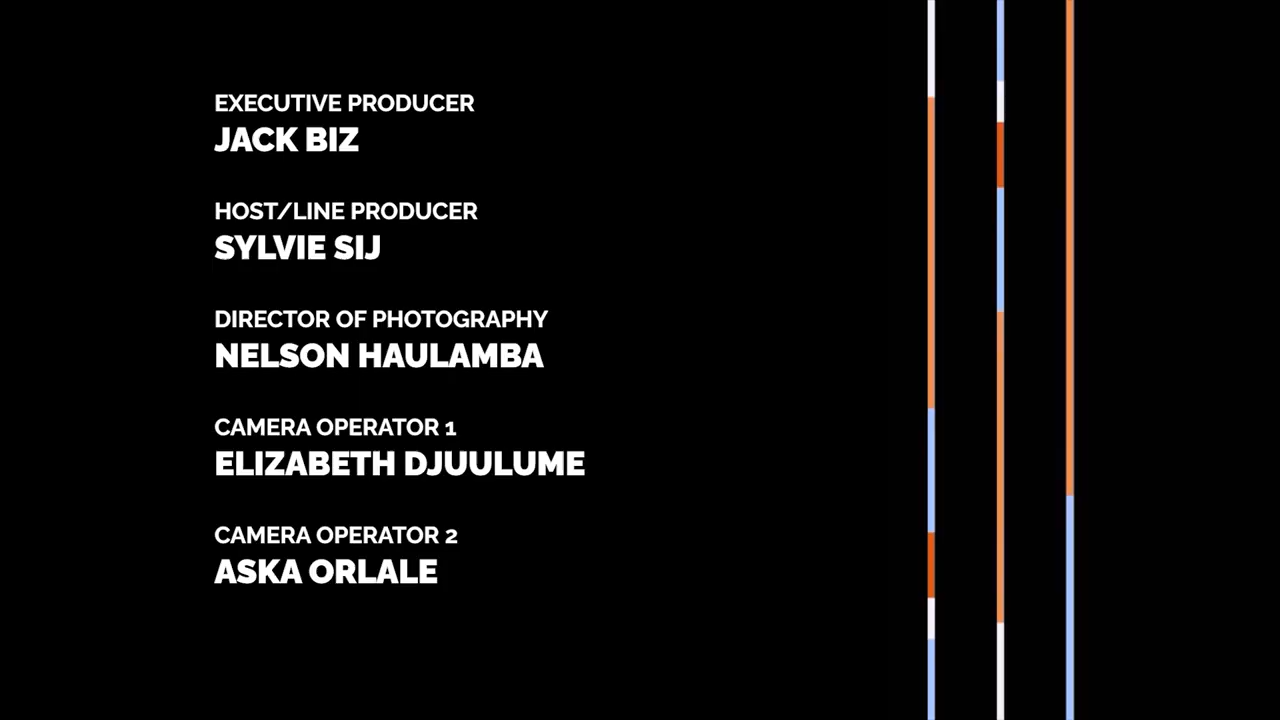 EXECUTIVE PRODUCER
JACK BIZ
HOST/LINE PRODUCER
SYLVIE SIJ
DIRECTOR OF PHOTOGRAPHY
NELSON HAULAMBA
CAMERA OPERATOR 1
ELIZABETH DJUULUME
CAMERA OPERATOR 2
ASKA ORLALE